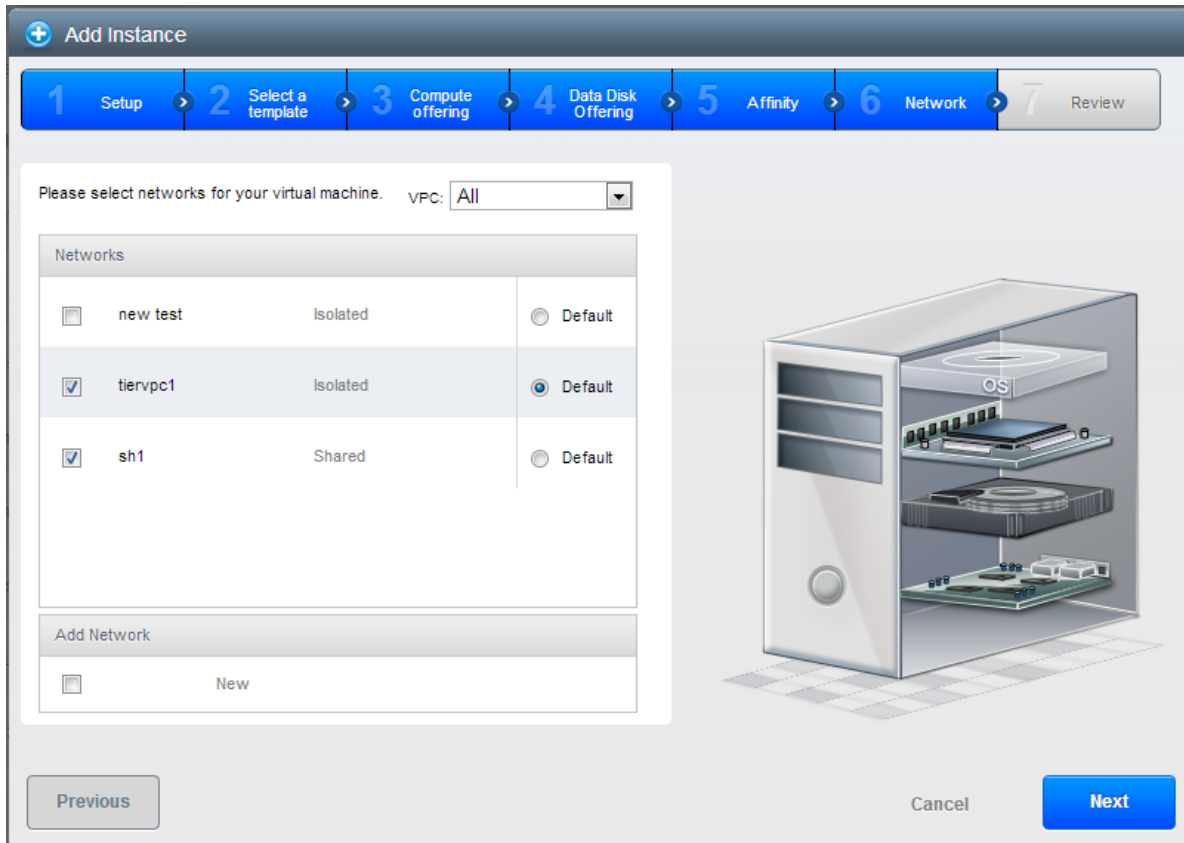 Add Instance
1 Setup 2 Select a template 3 Compute offering 4 Data Disk Offering 5 Affinity 6 Network 7 Review
Please select networks for your virtual machine. VPC: All
Networks
new test Isolated Default
tiervpc1 Isolated Default
sh1 Shared Default
Add Network
New
OS
Previous Cancel Next